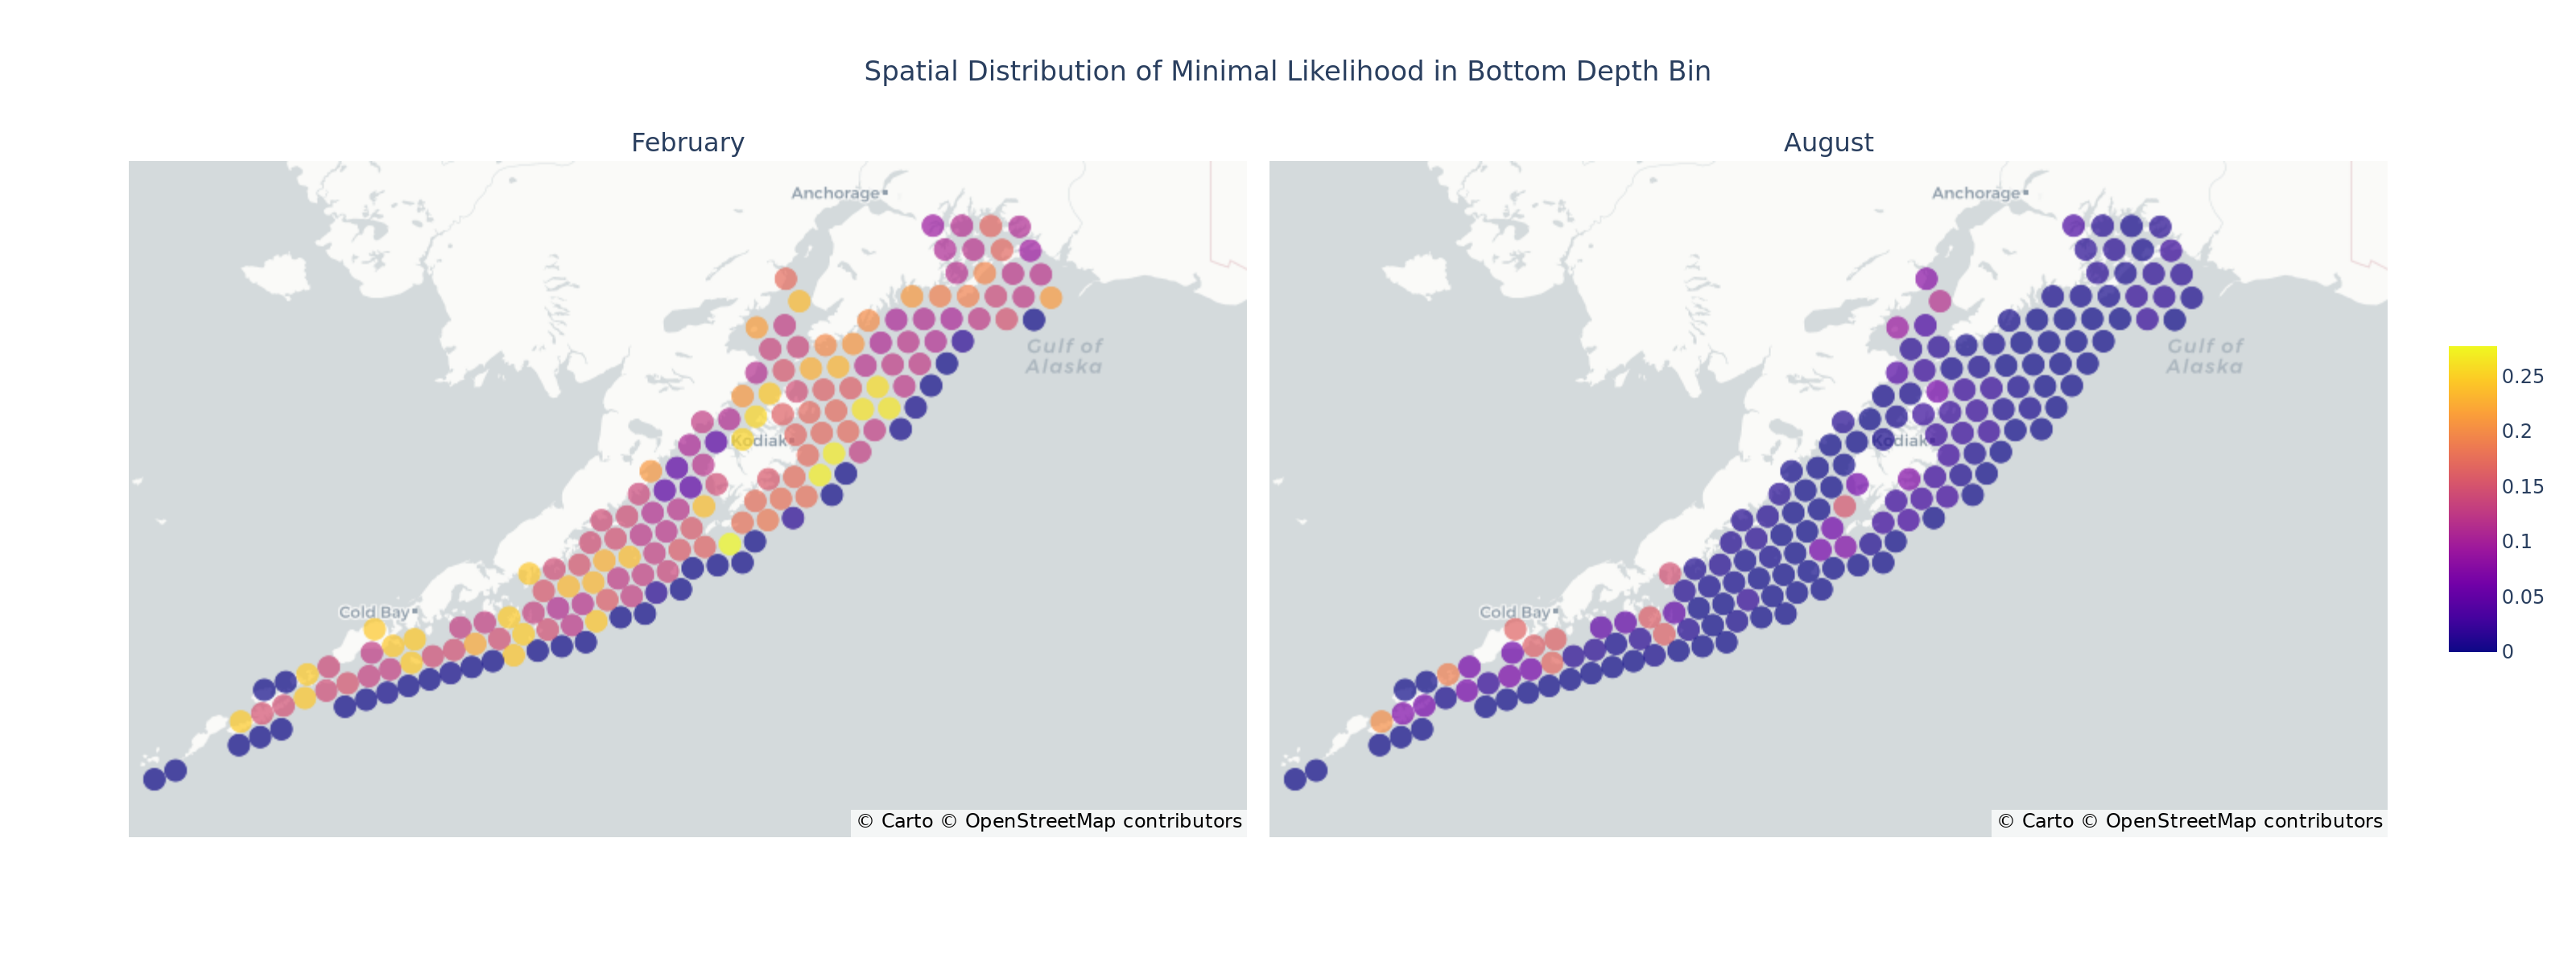 Spatial Distribution of Minimal Likelihood in Bottom Depth Bin
February
August
Anchorage
Gulf of
Alaska
Kodiak
Cold Bay
© Carto © OpenStreetMap contributors
Anchorage
Gulf of
Alaska
Kodiak
Cold Bay
© Carto © OpenStreetMap contributors
0.25
0.2
0.15
0.1
0.05
0